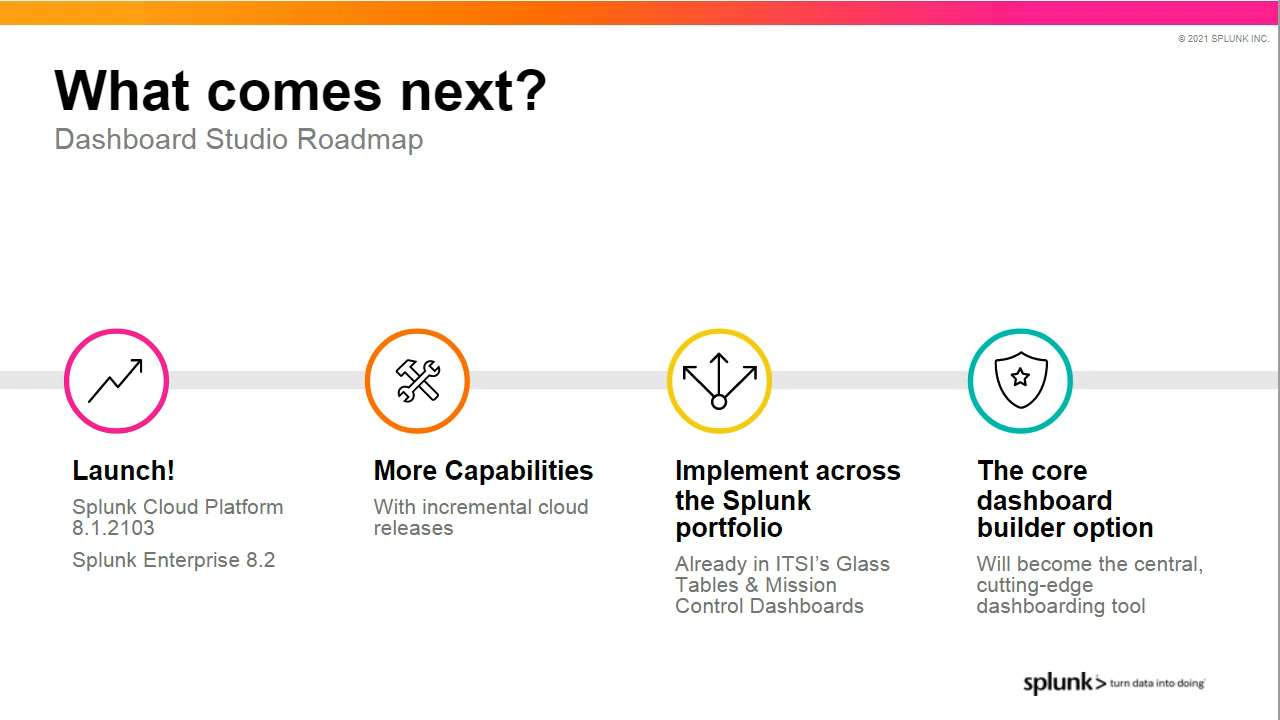 © 2021 SPLUNK INC.
What comes next?
Dashboard Studio Roadmap
Launch!
Splunk Cloud Platform
8.1.2103
Splunk Enterprise 8.2
More Capabilities
With incremental cloud
releases
Implement across
the Splunk
portfolio
Already in ITSI’s Glass
Tables & Mission
Control Dashboards
The core
dashboard
builder option
Will become the central,
cutting-edge
dashboarding tool
splunk> turn data into doing